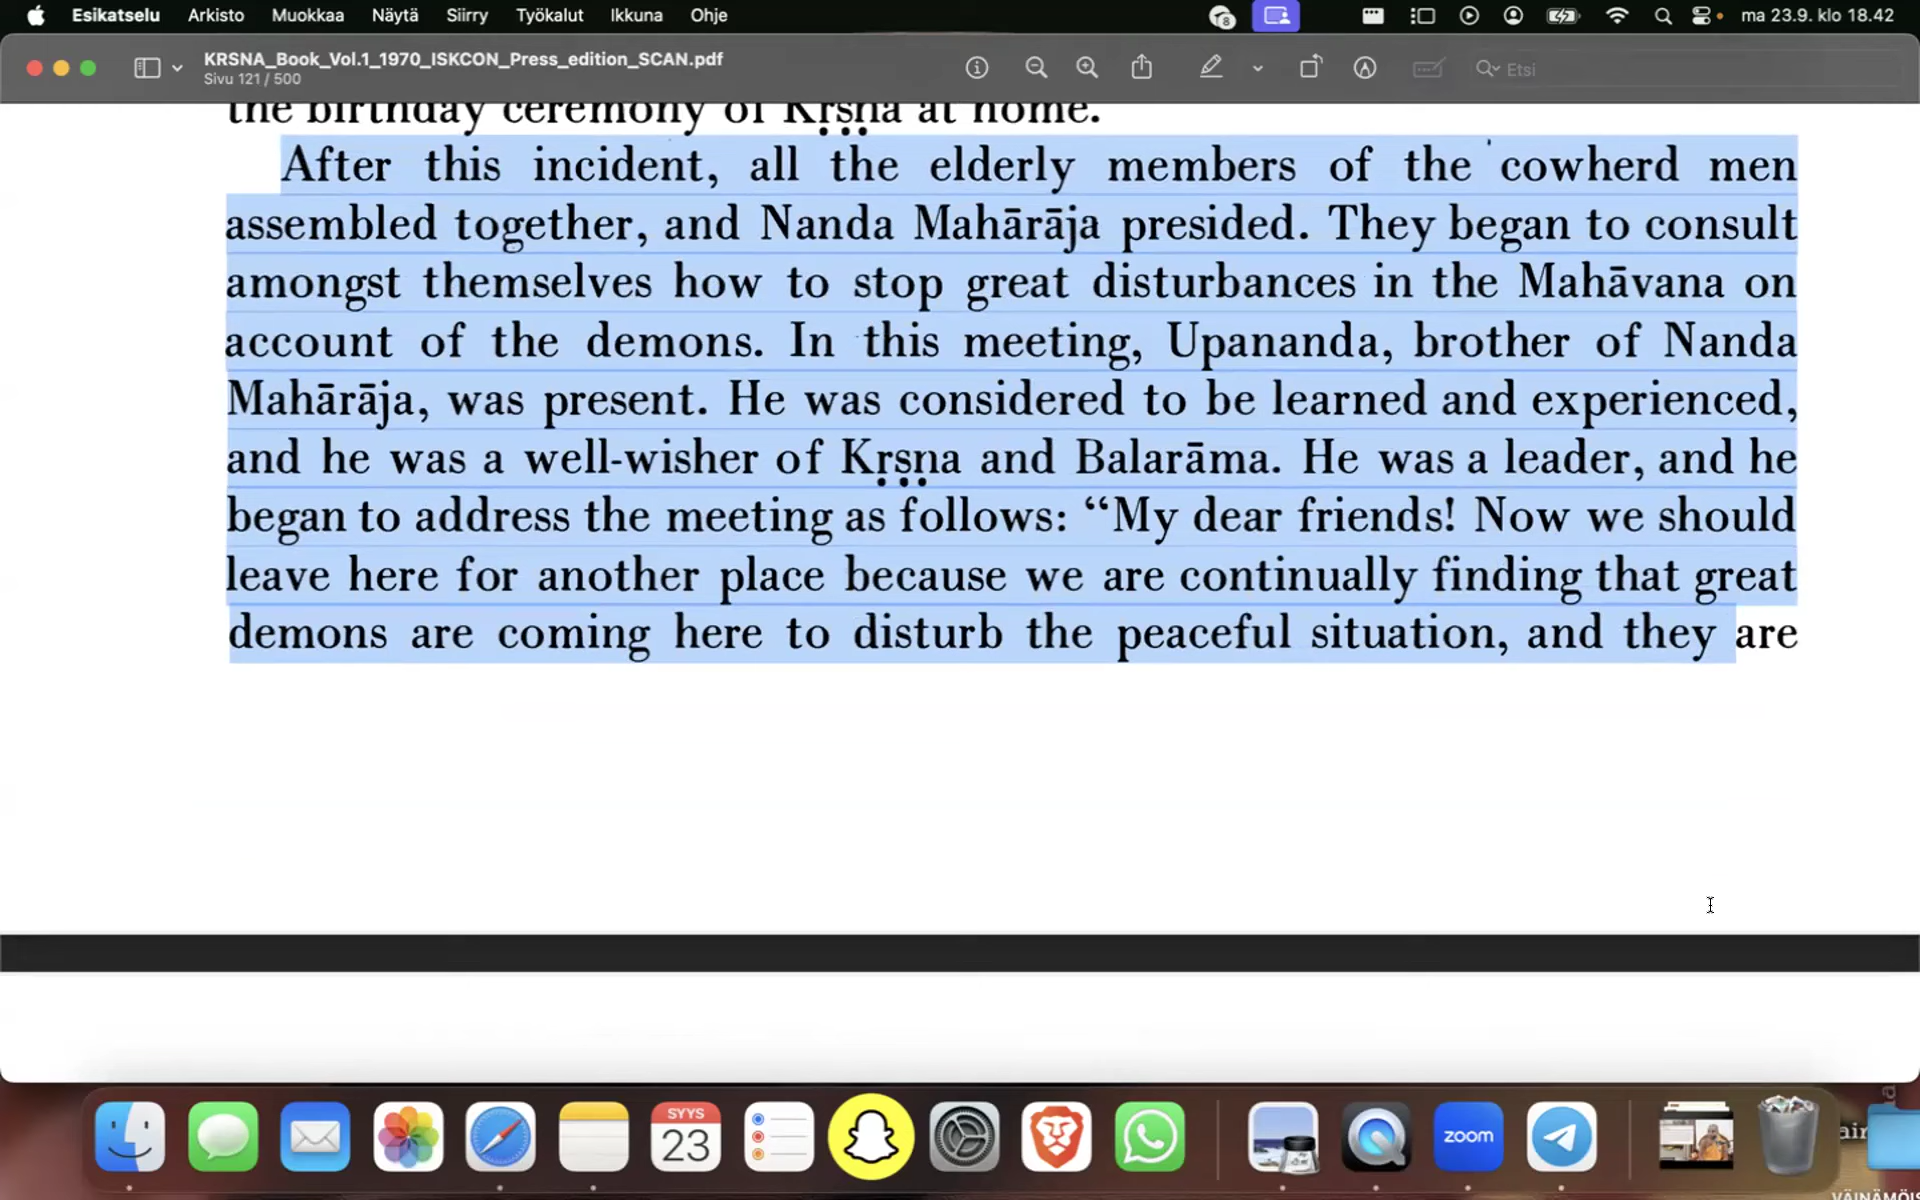 Esikatselu Arkisto Muokkaa Näytä Siirry Työkalut Ikkuna Ohje 8 ma 23.9. klo 18.42
KRSNA_Book_Vol.1_1970_ISKCON_Press_edition_SCAN.pdf
Sivu 121 / 500
Etsi
the birthday ceremony of Kṛṣṇa at home.
After this incident, all the elderly members of the cowherd men
assembled together, and Nanda Mahārāja presided. They began to consult
amongst themselves how to stop great disturbances in the Mahāvana on
account of the demons. In this meeting, Upananda, brother of Nanda
Mahārāja, was present. He was considered to be learned and experienced,
and he was a well-wisher of Kṛṣṇa and Balarāma. He was a leader, and he
began to address the meeting as follows: “My dear friends! Now we should
leave here for another place because we are continually finding that great
demons are coming here to disturb the peaceful situation, and they are
SYYS
23
zoom